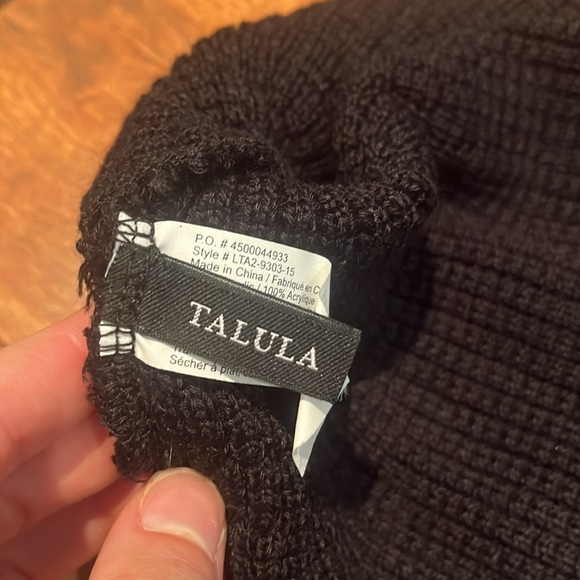 P.O. # 4500044933
Style # LTA2-9303-15
Made in China / Fabriqué en C
/ 100% Acrylique
TALULA
Sécher à plat,